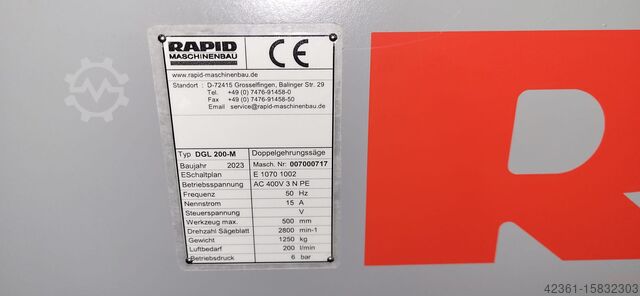 RAPID
MASCHINENBAU
CE
www.rapid-maschinenbau.de
Standort : D-72415 Grosselfingen, Balinger Str. 29
Tel. +49 (0) 7476-91458-0
Fax +49 (0) 7476-91458-50
Email service@rapid-maschinenbau.de
Typ DGL 200-M Doppelgehrungssäge
Baujahr 2023 Masch. Nr: 007000717
ESchaltplan E 1070 1002
Betriebsspannung AC 400V 3 N PE
Frequenz 50 Hz
Nennstrom 15 A
Steuerspannung V
Werkzeug max. 500 mm
Drehzahl Sägeblatt 2800 min-1
Gewicht 1250 kg
Luftbedarf 200 l/min
Betriebsdruck 6 bar
R
42361-15832303